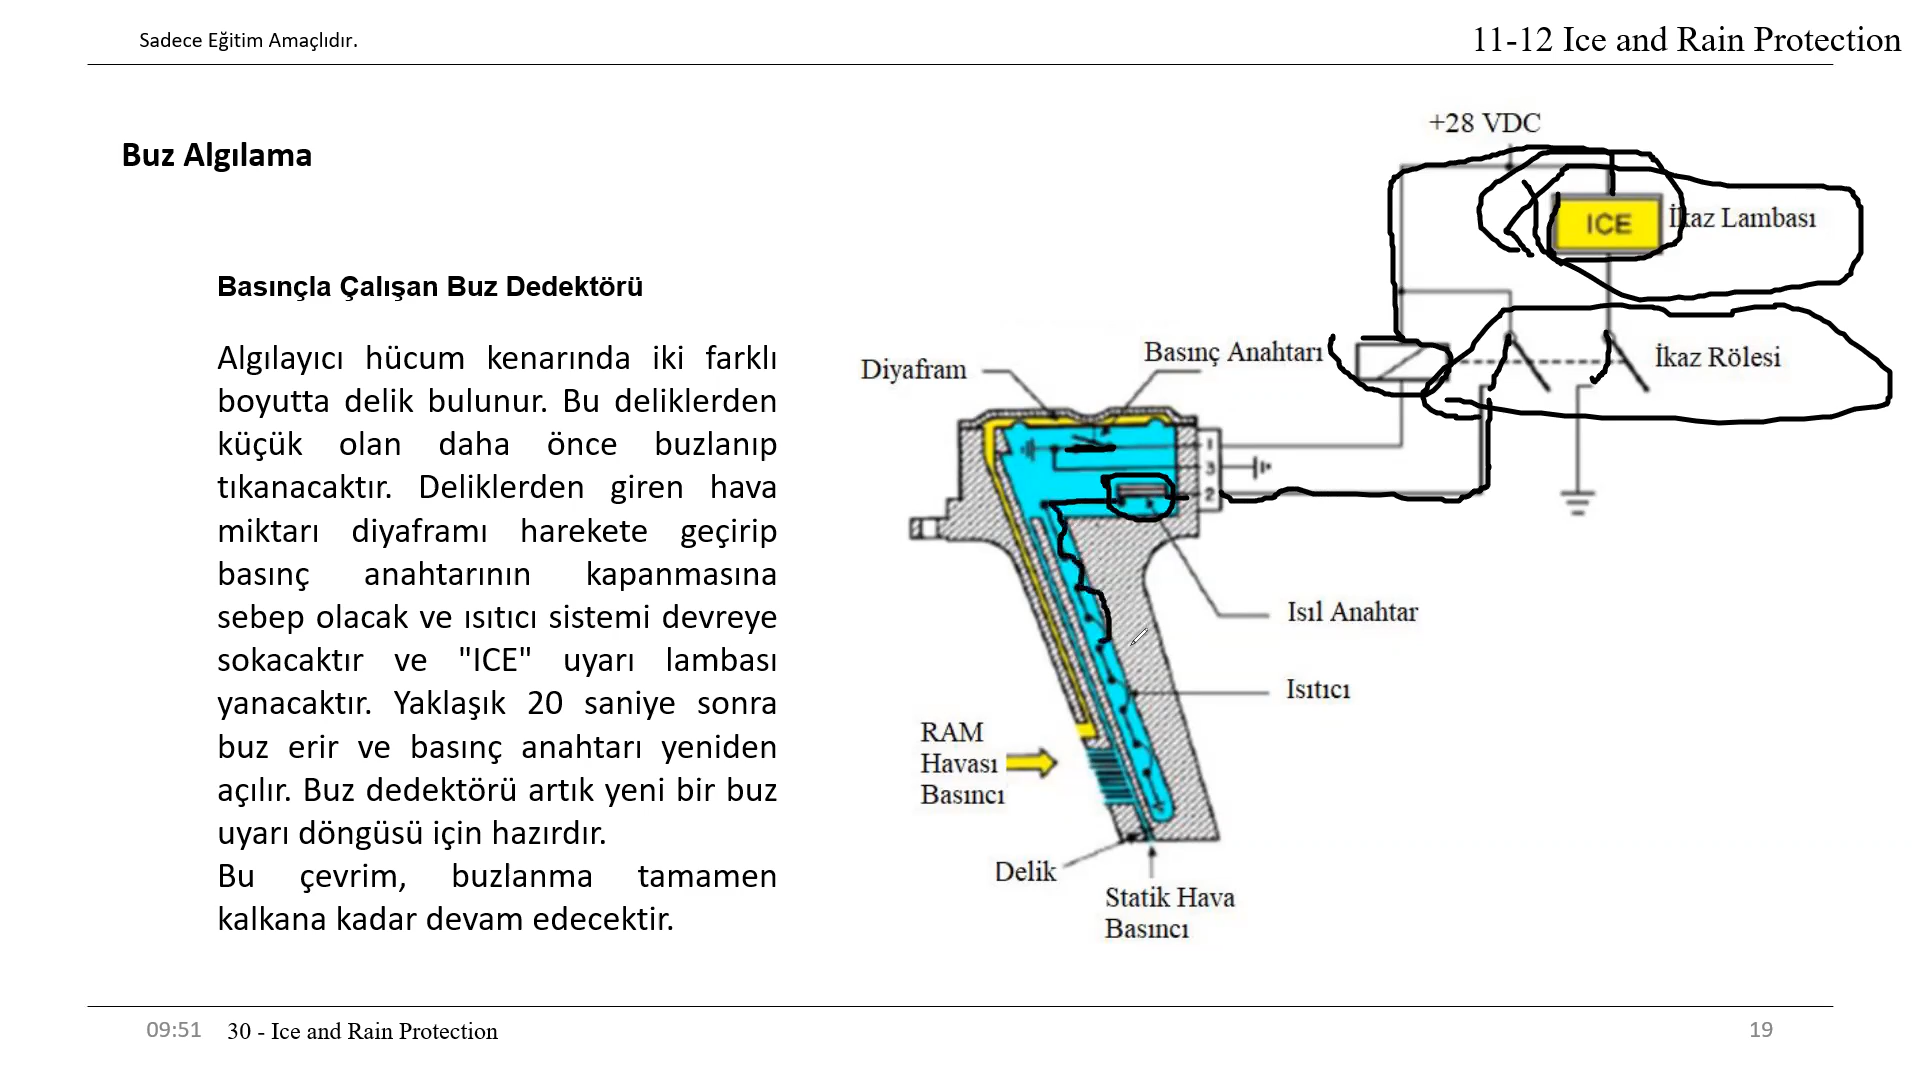 Sadece Eğitim Amaçlıdır.
11-12 Ice and Rain Protection
Buz Algılama
Basınçla Çalışan Buz Dedektörü
Algılayıcı hücum kenarında iki farklı
boyutta delik bulunur. Bu deliklerden
küçük olan daha önce buzlanıp
tıkanacaktır. Deliklerden giren hava
miktarı diyaframı harekete geçirip
basınç anahtarının kapanmasına
sebep olacak ve ısıtıcı sistemi devreye
sokacaktır ve "ICE" uyarı lambası
yanacaktır. Yaklaşık 20 saniye sonra
buz erir ve basınç anahtarı yeniden
açılır. Buz dedektörü artık yeni bir buz
uyarı döngüsü için hazırdır.
Bu çevrim, buzlanma tamamen
kalkana kadar devam edecektir.
+28 VDC
ICE
İkaz Lambası
İkaz Rölesi
Basınç Anahtarı
Diyafram
1
3
2
Isıl Anahtar
Isıtıcı
RAM
Havası
Basıncı
Delik
Statik Hava
Basıncı
09:51
30 - Ice and Rain Protection
19